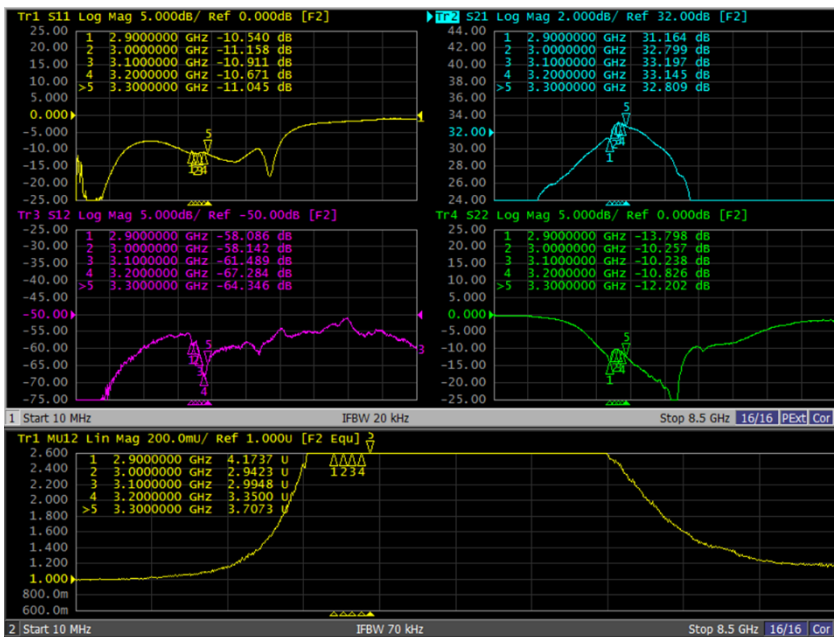 Tr1 S11 Log Mag 5.000dB/ Ref 0.000dB [F2]
25.00
20.00
15.00
10.00
5.000
0.000
-5.000
-10.00
-15.00
-20.00
-25.00
1 2.9000000 GHz -10.540 dB
2 3.0000000 GHz -11.158 dB
3 3.1000000 GHz -10.911 dB
4 3.2000000 GHz -10.671 dB
>5 3.3000000 GHz -11.045 dB
5
1
Tr2 S21 Log Mag 2.000dB/ Ref 32.00dB [F2]
44.00
42.00
40.00
38.00
36.00
34.00
32.00
30.00
28.00
26.00
24.00
1 2.9000000 GHz 31.164 dB
2 3.0000000 GHz 32.799 dB
3 3.1000000 GHz 33.197 dB
4 3.2000000 GHz 33.145 dB
>5 3.3000000 GHz 32.809 dB
5
1
Tr3 S12 Log Mag 5.000dB/ Ref -50.00dB [F2]
-25.00
-30.00
-35.00
-40.00
-45.00
-50.00
-55.00
-60.00
-65.00
-70.00
-75.00
1 2.9000000 GHz -58.086 dB
2 3.0000000 GHz -58.142 dB
3 3.1000000 GHz -61.489 dB
4 3.2000000 GHz -67.284 dB
>5 3.3000000 GHz -64.346 dB
5
3
4
3
Tr4 S22 Log Mag 5.000dB/ Ref 0.000dB [F2]
25.00
20.00
15.00
10.00
5.000
0.000
-5.000
-10.00
-15.00
-20.00
-25.00
1 2.9000000 GHz -13.798 dB
2 3.0000000 GHz -10.257 dB
3 3.1000000 GHz -10.238 dB
4 3.2000000 GHz -10.826 dB
>5 3.3000000 GHz -12.202 dB
5
1
1 Start 10 MHz IFBW 20 kHz Stop 8.5 GHz 16/16 PExt Cor
Tr1 MU12 Lin Mag 200.0mU/ Ref 1.000U [F2 Equ]
2.600
2.400
2.200
2.000
1.800
1.600
1.400
1.200
1.000
800.0m
600.0m
1 2.9000000 GHz 4.1737 U
2 3.0000000 GHz 2.9423 U
3 3.1000000 GHz 2.9948 U
4 3.2000000 GHz 3.3500 U
>5 3.3000000 GHz 3.7073 U
5
1 2 3 4
2 Start 10 MHz IFBW 70 kHz Stop 8.5 GHz 16/16 Cor